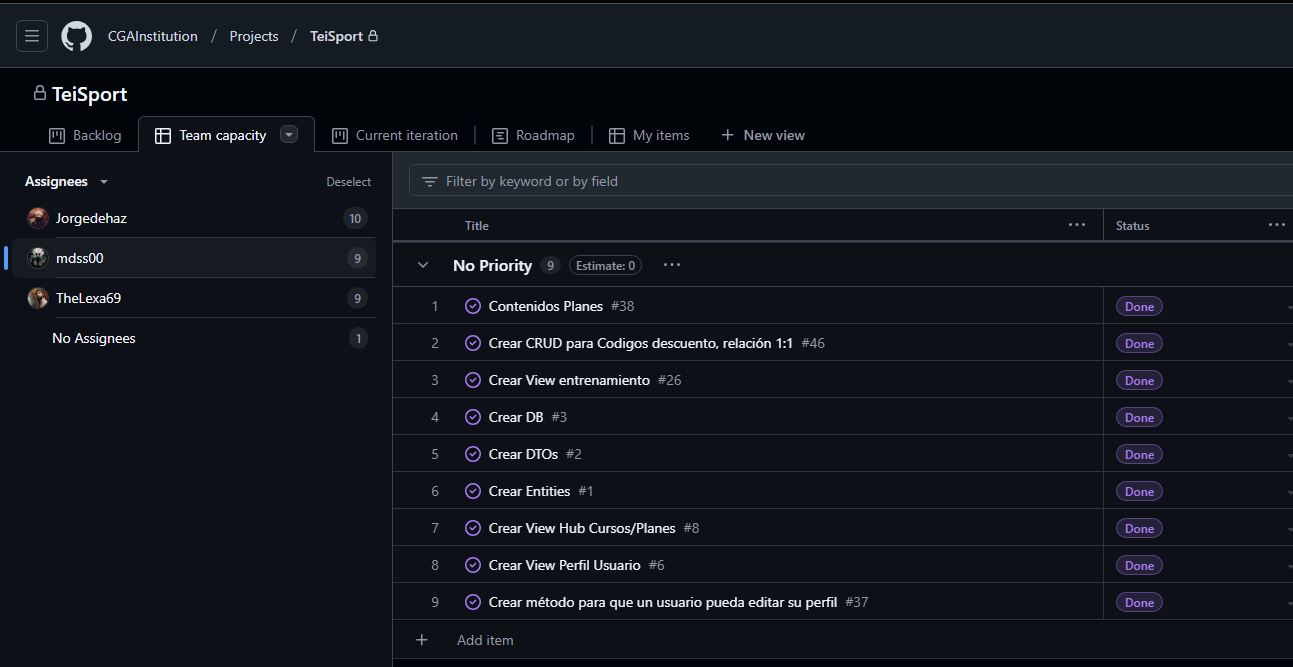 CGAInstitution / Projects / TeiSport
TeiSport
Backlog
Team capacity
Current iteration
Roadmap
My items
+ New view
Assignees
Deselect
Jorgedehaz 10
mdss00 9
TheLexa69 9
No Assignees 1
Filter by keyword or by field
Title ... Status ...
No Priority 9 Estimate: 0 ...
1 Contenidos Planes #38 Done
2 Crear CRUD para Codigos descuento, relación 1:1 #46 Done
3 Crear View entrenamiento #26 Done
4 Crear DB #3 Done
5 Crear DTOs #2 Done
6 Crear Entities #1 Done
7 Crear View Hub Cursos/Planes #8 Done
8 Crear View Perfil Usuario #6 Done
9 Crear método para que un usuario pueda editar su perfil #37 Done
+ Add item